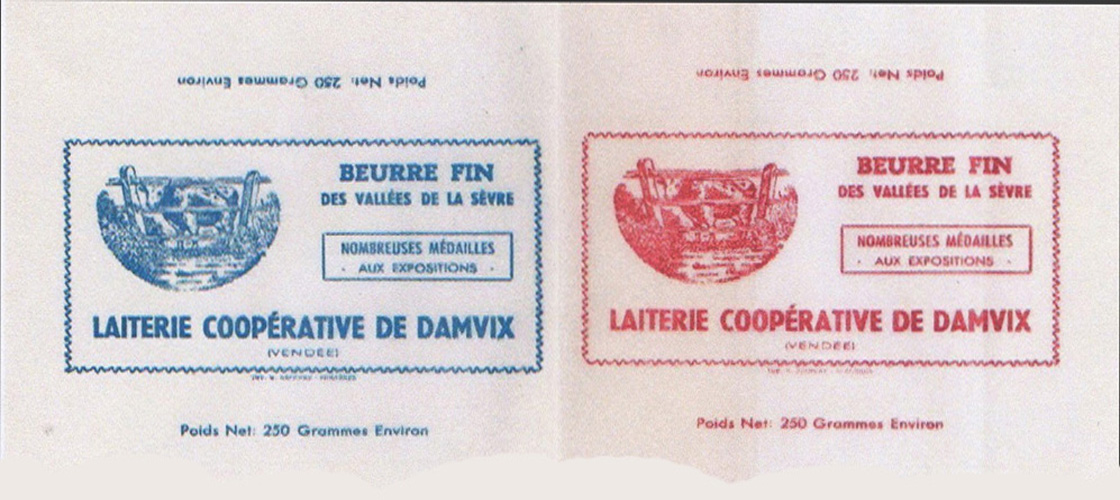 Poids Net: 250 Grammes Environ
BEURRE FIN
DES VALLÉES DE LA SÈVRE
NOMBREUSES MÉDAILLES
· AUX EXPOSITIONS ·
LAITERIE COOPÉRATIVE DE DAMVIX
(VENDÉE)
Poids Net: 250 Grammes Environ
Poids Net: 250 Grammes Environ
BEURRE FIN
DES VALLÉES DE LA SÈVRE
NOMBREUSES MÉDAILLES
· AUX EXPOSITIONS ·
LAITERIE COOPÉRATIVE DE DAMVIX
(VENDÉE)
Poids Net: 250 Grammes Environ